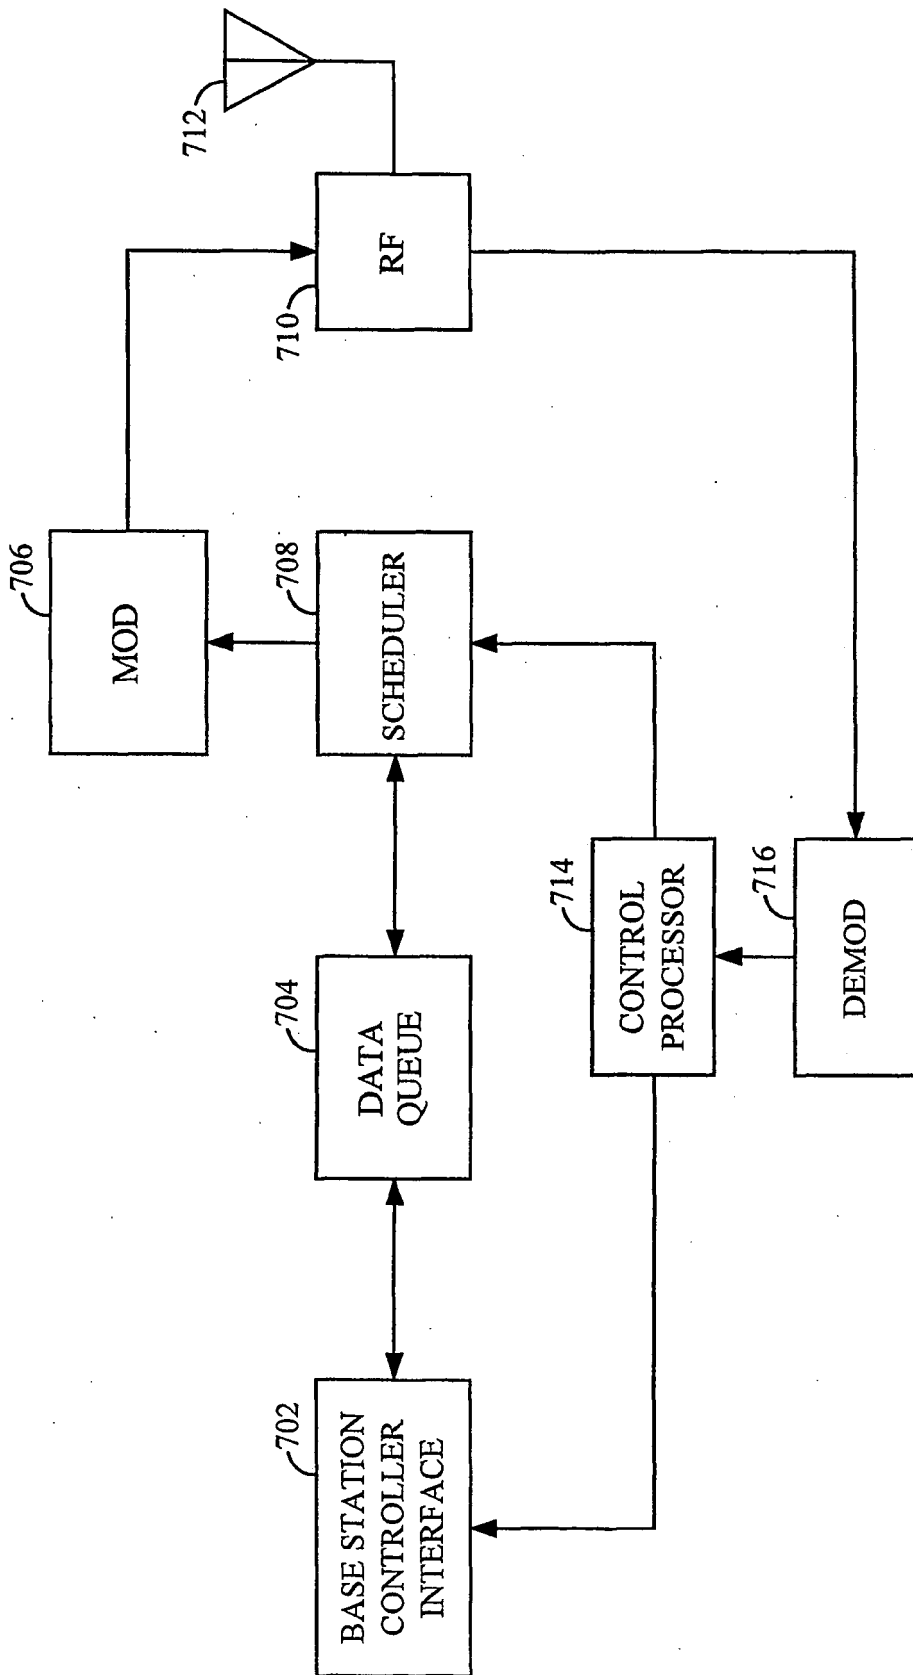 702
BASE STATION
CONTROLLER
INTERFACE
704
DATA
QUEUE
706
MOD
708
SCHEDULER
710
RF
712
714
CONTROL
PROCESSOR
716
DEMOD